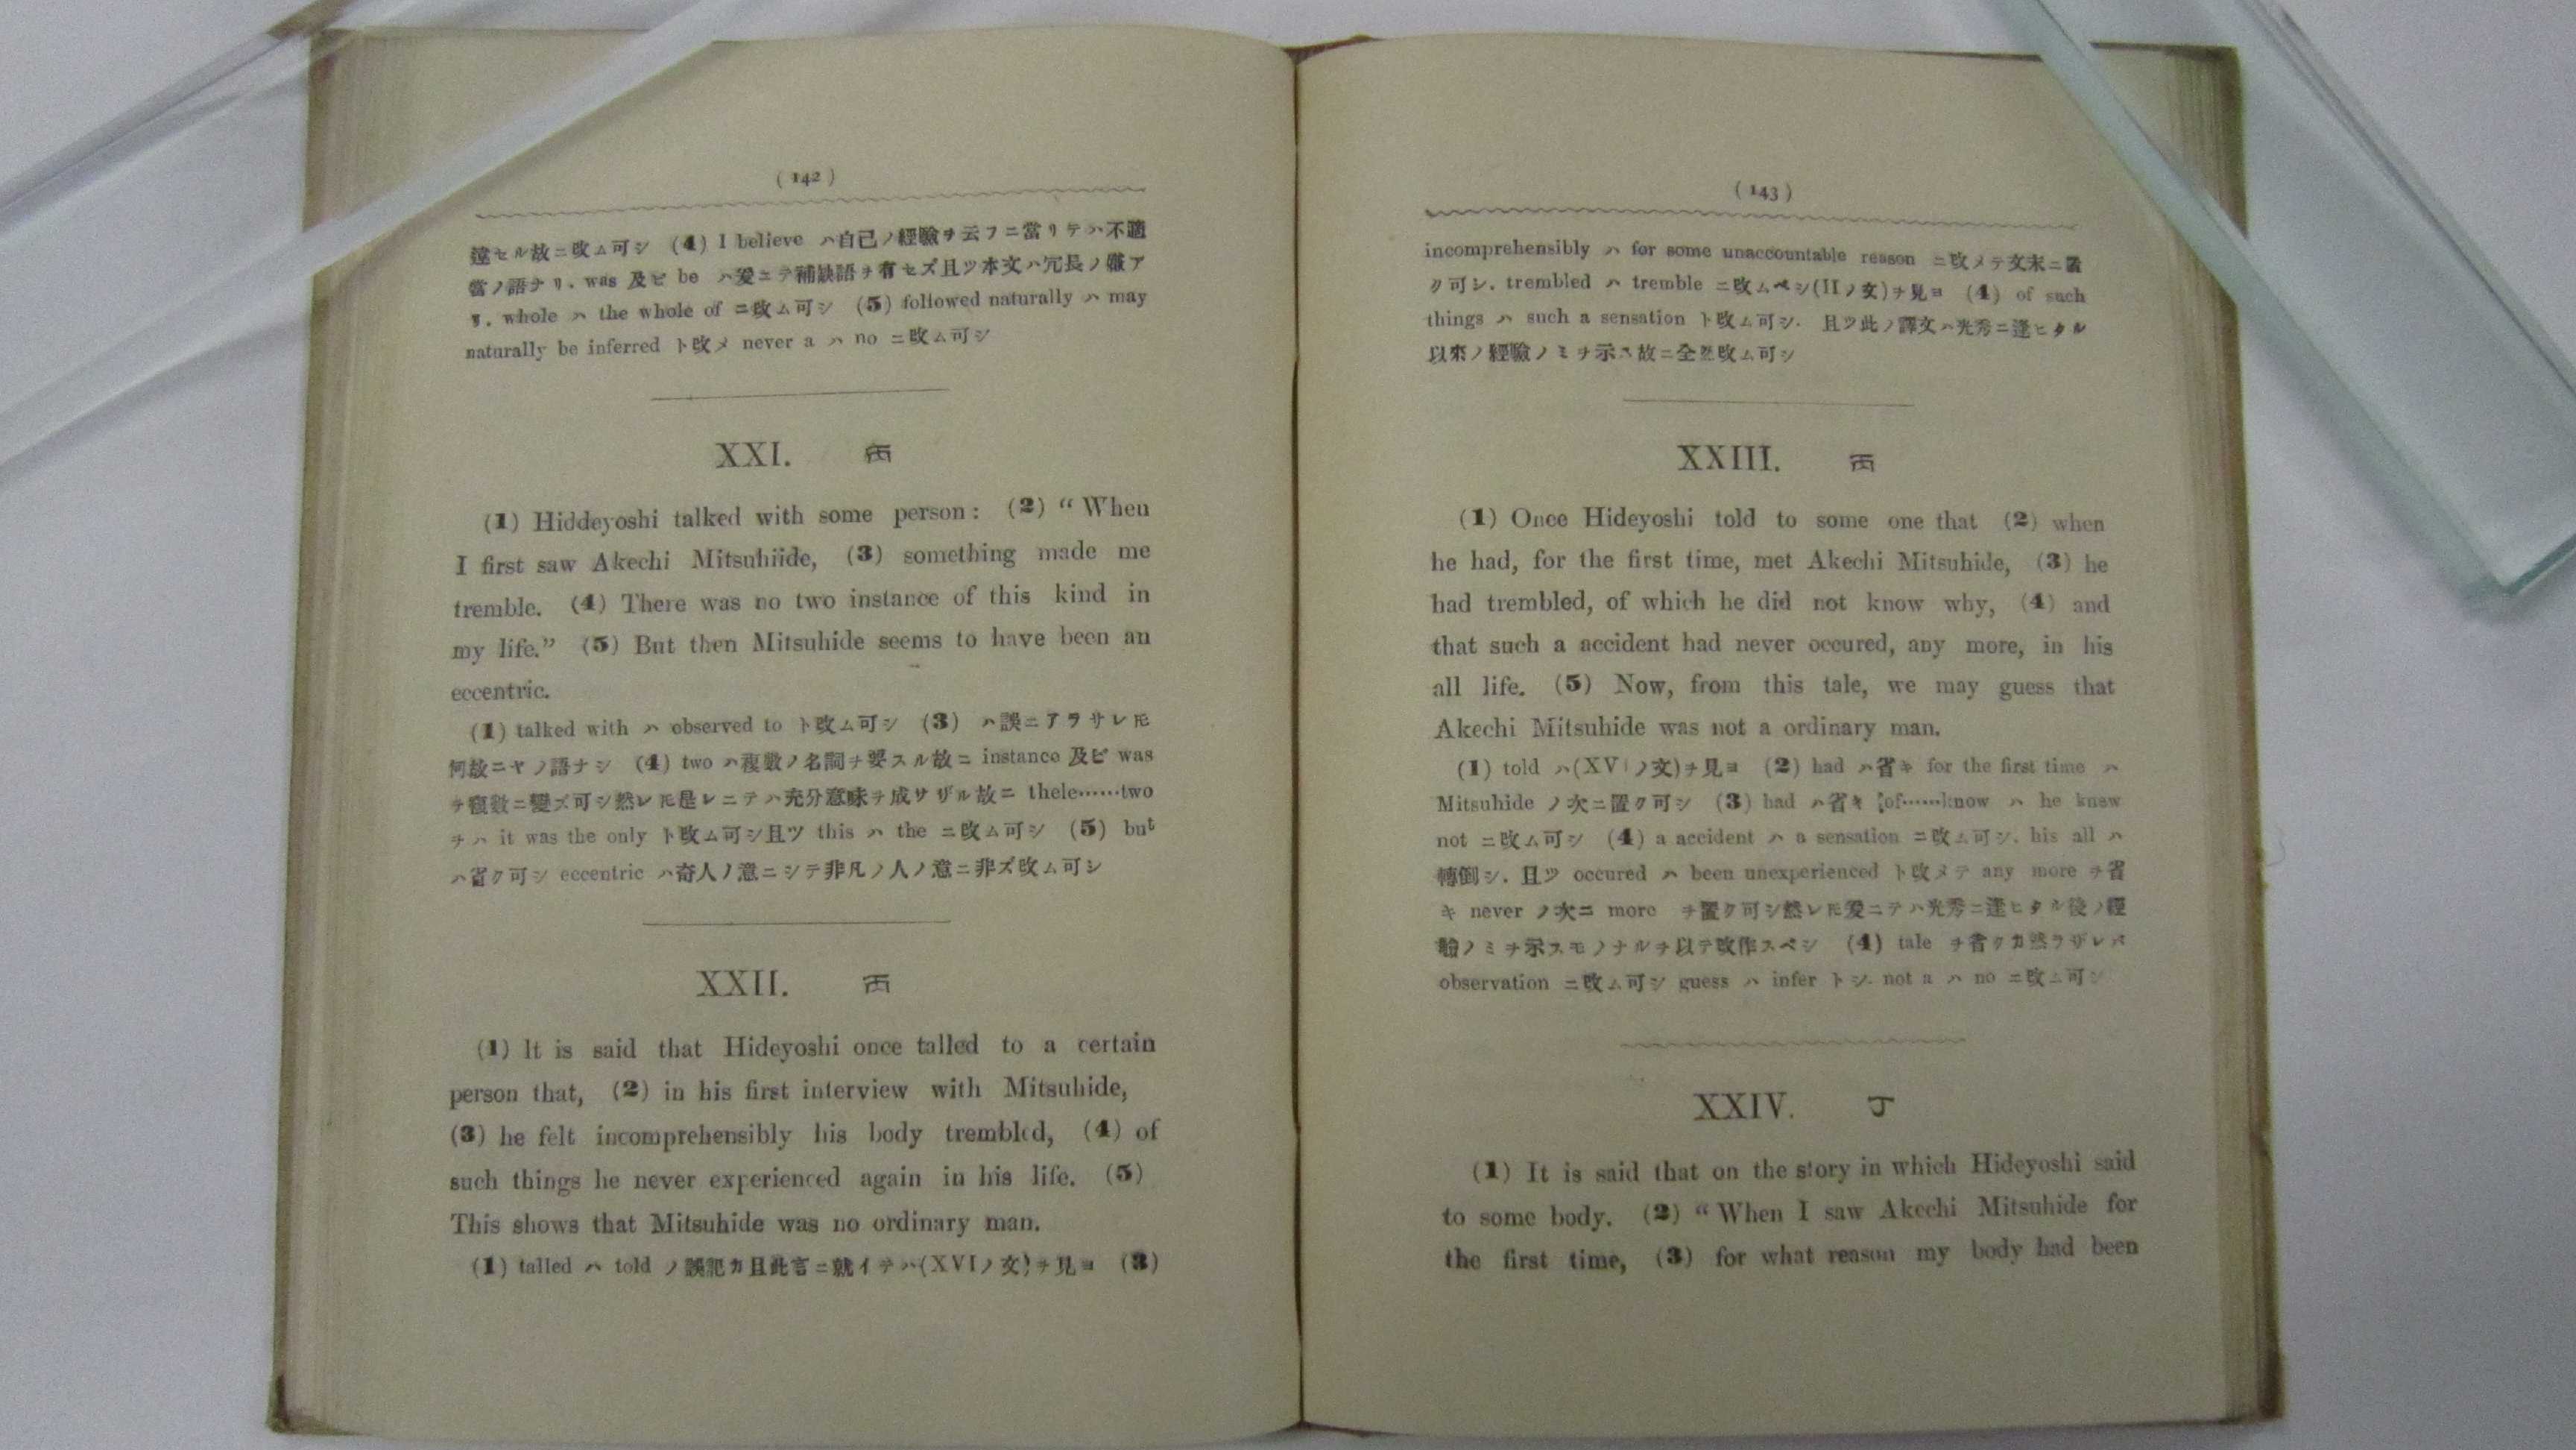 ( 142 )
違セル故ニ改ム可シ (4) I believe ハ自己ノ經驗ヲ云フニ當リテハ不適
當ノ語ナリ. was 及ビ be ハ爰ニテ補缺語ヲ有セズ且ツ本文ハ冗長ノ嫌ア
リ. whole ハ the whole of ニ改ム可シ (5) followed naturally ハ may
naturally be inferred ト改メ never a ハ no ニ改ム可シ
XXI. 丙
(1) Hiddeyoshi talked with some person: (2) “When
I first saw Akechi Mitsuhiide, (3) something made me
tremble. (4) There was no two instance of this kind in
my life.” (5) But then Mitsuhide seems to have been an
eccentric.
(1) talked with ハ observed to ト改ム可シ (3) ハ誤ニアラサレ𪜈
何故ニヤノ語ナシ (4) two ハ複數ノ名詞ヲ要スル故ニ instance 及ビ was
ヲ複數ニ變ズ可シ然レ𪜈是レニテハ充分意味ヲ成サザル故ニ thele……two
ヲハ it was the only ト改ム可シ且ツ this ハ the ニ改ム可シ (5) but
ハ省ク可シ eccentric ハ奇人ノ意ニシテ非凡ノ人ノ意ニ非ズ改ム可シ
XXII. 丙
(1) It is said that Hideyoshi once talled to a certain
person that, (2) in his first interview with Mitsuhide,
(3) he felt incomprehensibly his body trembled, (4) of
such things he never experienced again in his life. (5)
This shows that Mitsuhide was no ordinary man.
(1) talled ハ told ノ誤記カ且此言ニ就イテハ(XVIノ文)ヲ見ヨ (3)
( 143 )
incomprehensibly ハ for some unaccountable reason ニ改メテ文末ニ置
ク可シ. trembled ハ tremble ニ改ムベシ(IIノ文)ヲ見ヨ (4) of such
things ハ such a sensation ト改ム可シ. 且ツ此ノ譯文ハ光秀ニ逢ヒタル
以來ノ經驗ノミヲ示ス故ニ全然改ム可シ
XXIII. 丙
(1) Once Hideyoshi told to some one that (2) when
he had, for the first time, met Akechi Mitsuhide, (3) he
had trembled, of which he did not know why, (4) and
that such a accident had never occured, any more, in his
all life. (5) Now, from this tale, we may guess that
Akechi Mitsuhide was not a ordinary man.
(1) told ハ(XVIノ文)ヲ見ヨ (2) had ハ省キ for the first time ハ
Mitsuhide ノ次ニ置ク可シ (3) had ハ省キ of……know ハ he knew
not ニ改ム可シ (4) a accident ハ a sensation ニ改ム可シ. his all ハ
轉倒シ. 且ツ occured ハ been unexperienced ト改メテ any more ヲ省
キ never ノ次ニ more ヲ置ク可シ然レ𪜈爰ニテハ光秀ニ逢ヒタル後ノ經
驗ノミヲ示スモノナルヲ以テ改作スベシ (4) tale ヲ省クカ然ラザレバ
observation ニ改ム可シ guess ハ infer トシ. not a ハ no ニ改ム可シ
XXIV. 丁
(1) It is said that on the story in which Hideyoshi said
to some body. (2) “When I saw Akechi Mitsuhide for
the first time, (3) for what reason my body had been